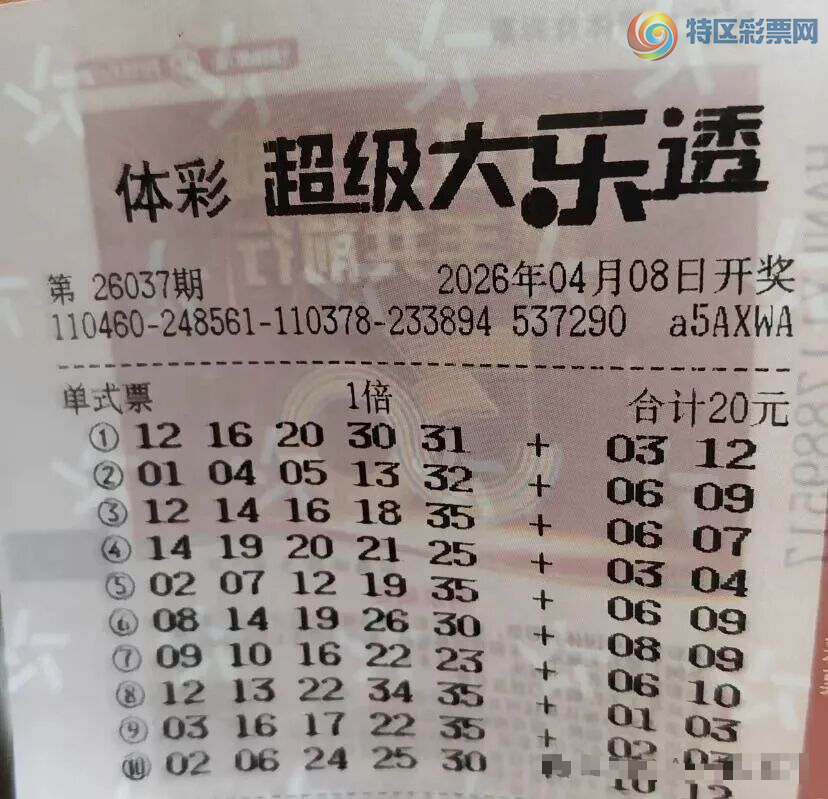 特区彩票网
体彩 超级大乐透
第 26037期 2026年04月08日开奖
110460-248561-110378-233894 537290 a5AXWA
单式票 1倍 合计20元
① 12 16 20 30 31 + 03 12
② 01 04 05 13 32 + 06 09
③ 12 14 16 18 35 + 06 07
④ 14 19 20 21 25 + 03 04
⑤ 02 07 12 19 35 + 06 09
⑥ 08 14 19 26 30 + 08 09
⑦ 09 10 16 22 23 + 06 10
⑧ 12 13 22 34 35 + 01 03
⑨ 03 16 17 22 35 + 02 03
⑩ 02 06 24 25 30 10 12